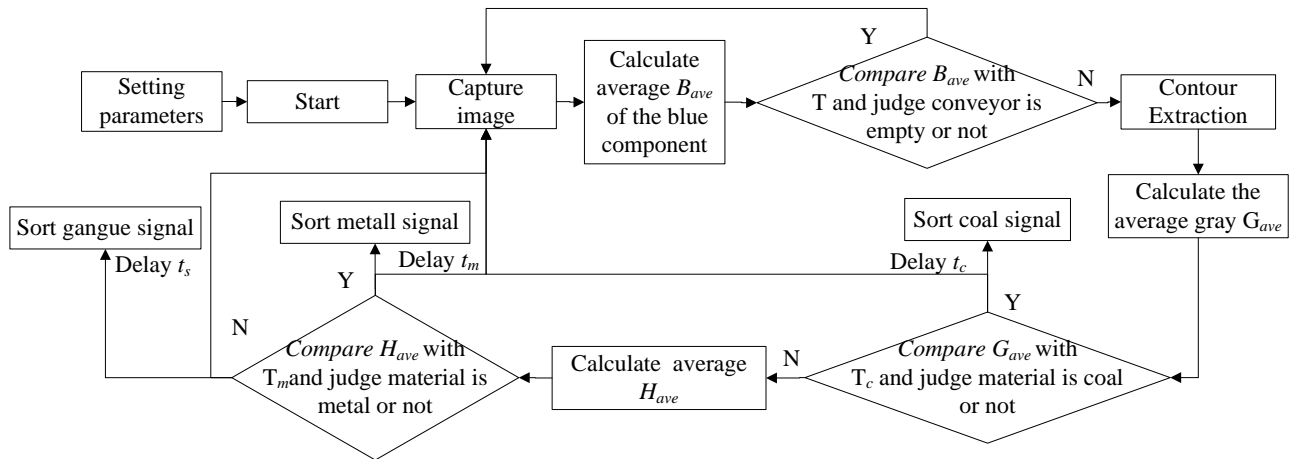 Setting
parameters
Start
Capture
image
Calculate
average B_ave
of the blue
component
Y
Compare B_ave with
T and judge conveyor is
empty or not
N
Contour
Extraction
Calculate the
average gray G_ave
Sort gangue signal
Delay t_s
Sort metall signal
Delay t_m
Y
Sort coal signal
Delay t_c
Y
N
Compare H_ave with
T_mand judge material is
metal or not
Calculate average
H_ave
N
Compare G_ave with
T_c and judge material is coal
or not